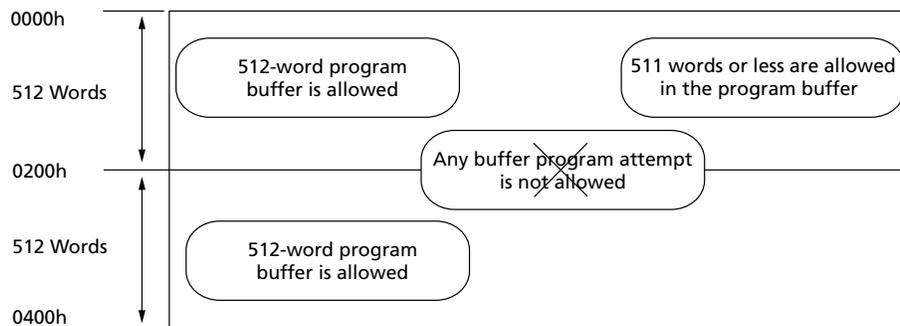 0000h
512 Words
512-word program
buffer is allowed
511 words or less are allowed
in the program buffer
Any buffer program attempt
is not allowed
0200h
512 Words
512-word program
buffer is allowed
0400h